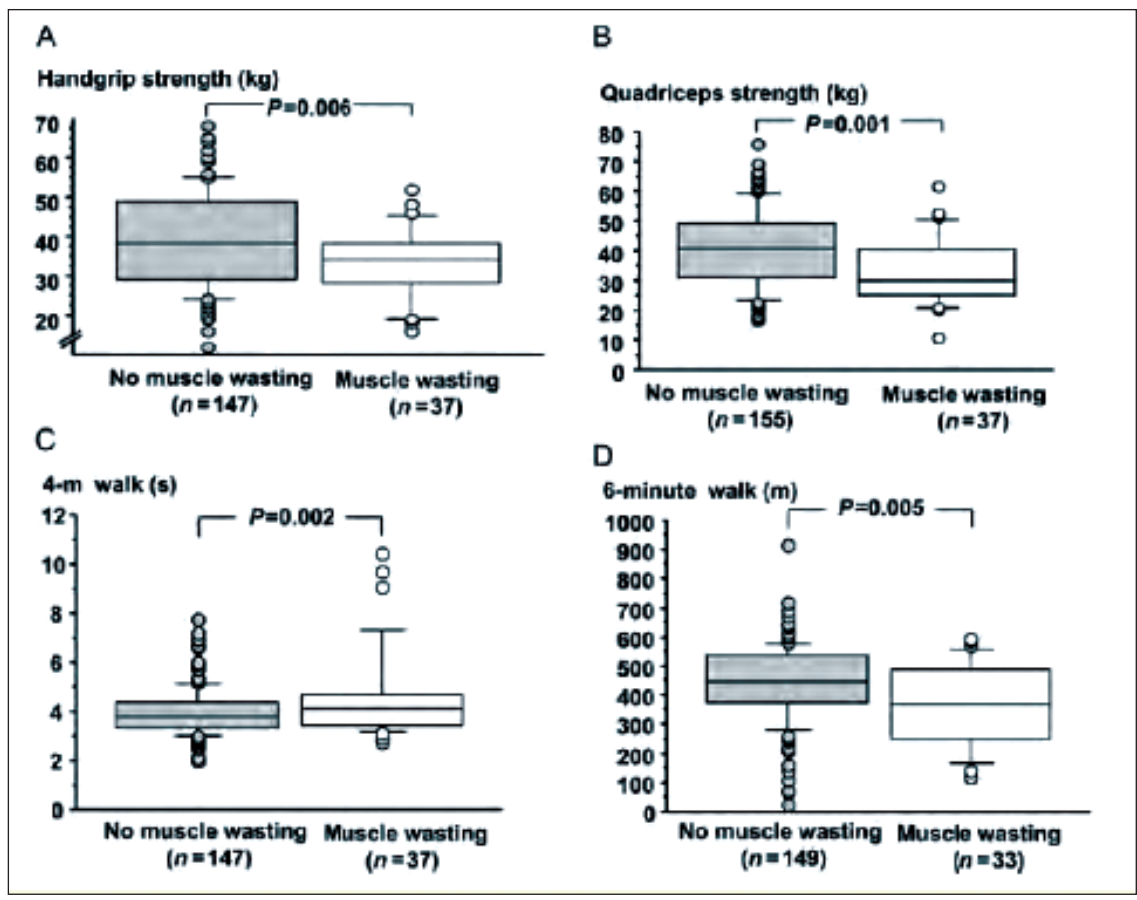 A
Handgrip strength (kg)
P=0.006
70
60
50
40
30
20
No muscle wasting
(n=147)
Muscle wasting
(n=37)
B
Quadriceps strength (kg)
P=0.001
80
70
60
50
40
30
20
10
0
No muscle wasting
(n=155)
Muscle wasting
(n=37)
C
4-m walk (s)
P=0.002
12
10
8
6
4
2
0
No muscle wasting
(n=147)
Muscle wasting
(n=37)
D
6-minute walk (m)
P=0.005
1000
900
800
700
600
500
400
300
200
100
0
No muscle wasting
(n=149)
Muscle wasting
(n=33)